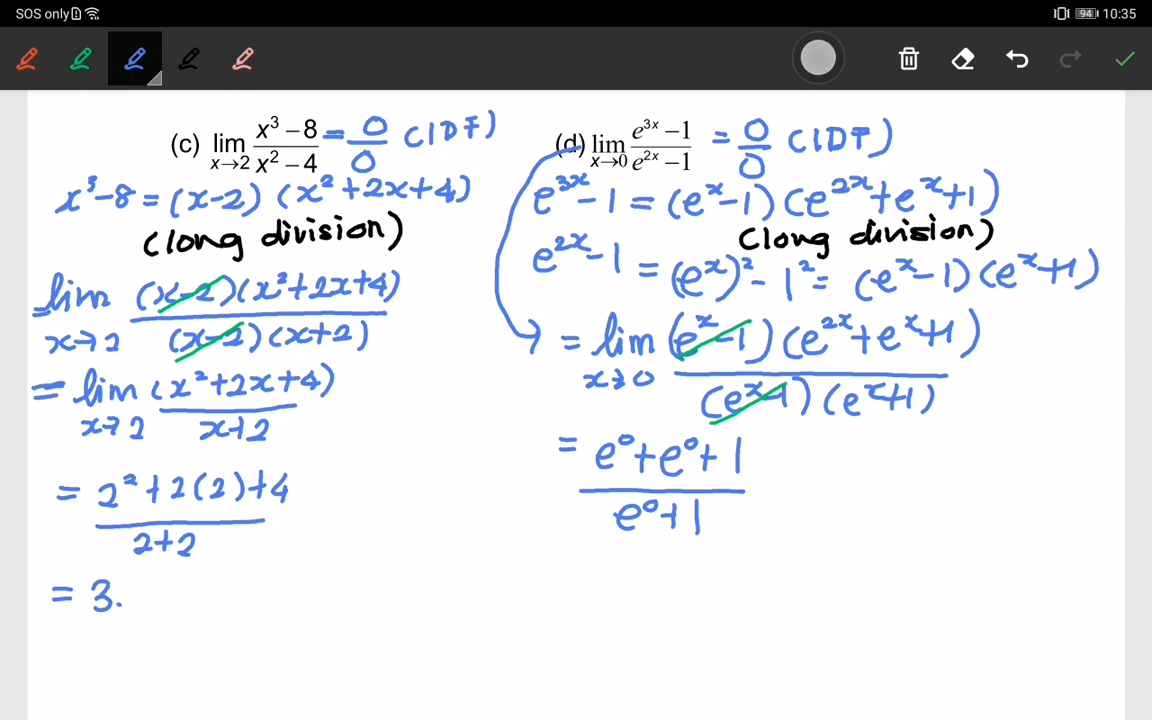 SOS only 94 10:35
(c) lim x→2 (x³ − 8)/(x² − 4) = 0/0 (IDF)
x³ − 8 = (x − 2) (x² + 2x + 4)
(long division)
= lim x→2 (x − 2)(x² + 2x + 4)/(x − 2)(x + 2)
= lim x→2 (x² + 2x + 4)/x + 2
= 2² + 2(2) + 4/2 + 2
= 3.
(d) lim x→0 (e³ˣ − 1)/(e²ˣ − 1) = 0/0 (IDF)
e³ˣ − 1 = (eˣ − 1) (e²ˣ + eˣ + 1)
(long division)
e²ˣ − 1 = (eˣ)² − 1² = (eˣ − 1) (eˣ + 1)
= lim x→0 (eˣ − 1) (e²ˣ + eˣ + 1)/(eˣ − 1) (eˣ + 1)
= e⁰ + e⁰ + 1/e⁰ + 1